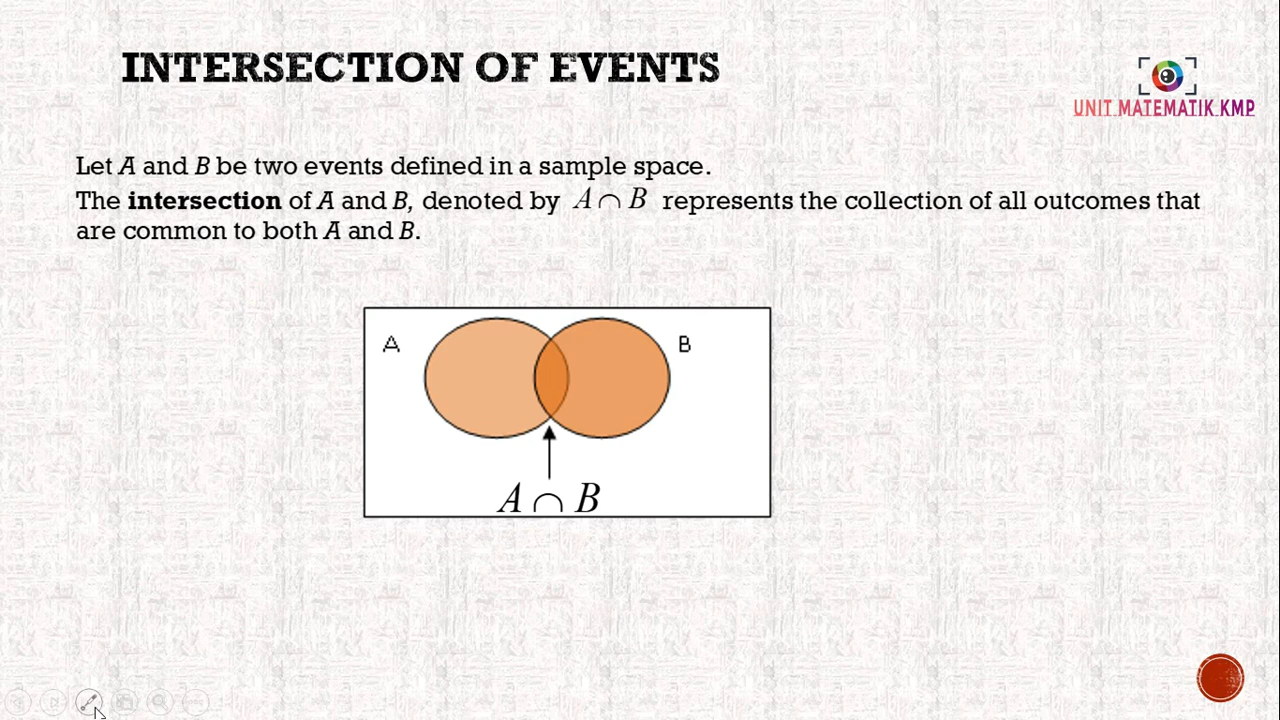 INTERSECTION OF EVENTS
UNIT MATEMATIK KMP
Let A and B be two events defined in a sample space.
The intersection of A and B, denoted by A ∩ B represents the collection of all outcomes that
are common to both A and B.
A
B
A ∩ B